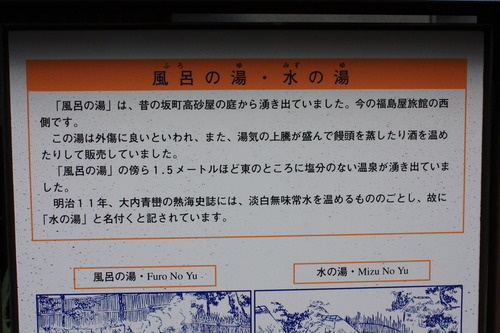 ふろ ゆ みず ゆ
風呂の湯・水の湯
「風呂の湯」は、昔の坂町高砂屋の庭から湧き出ていました。今の福島屋旅館の西
側です。
この湯は外傷に良いといわれ、また、湯気の上騰が盛んで饅頭を蒸したり酒を温め
たりして販売していました。
「風呂の湯」の傍ら1.5メートルほど東のところに塩分のない温泉が湧き出ていま
した。
明治11年、大内青巒の熱海史誌には、淡白無味常水を温めるもののごとし、故に
「水の湯」と名付くと記されています。
風呂の湯・Furo No Yu
水の湯・Mizu No Yu